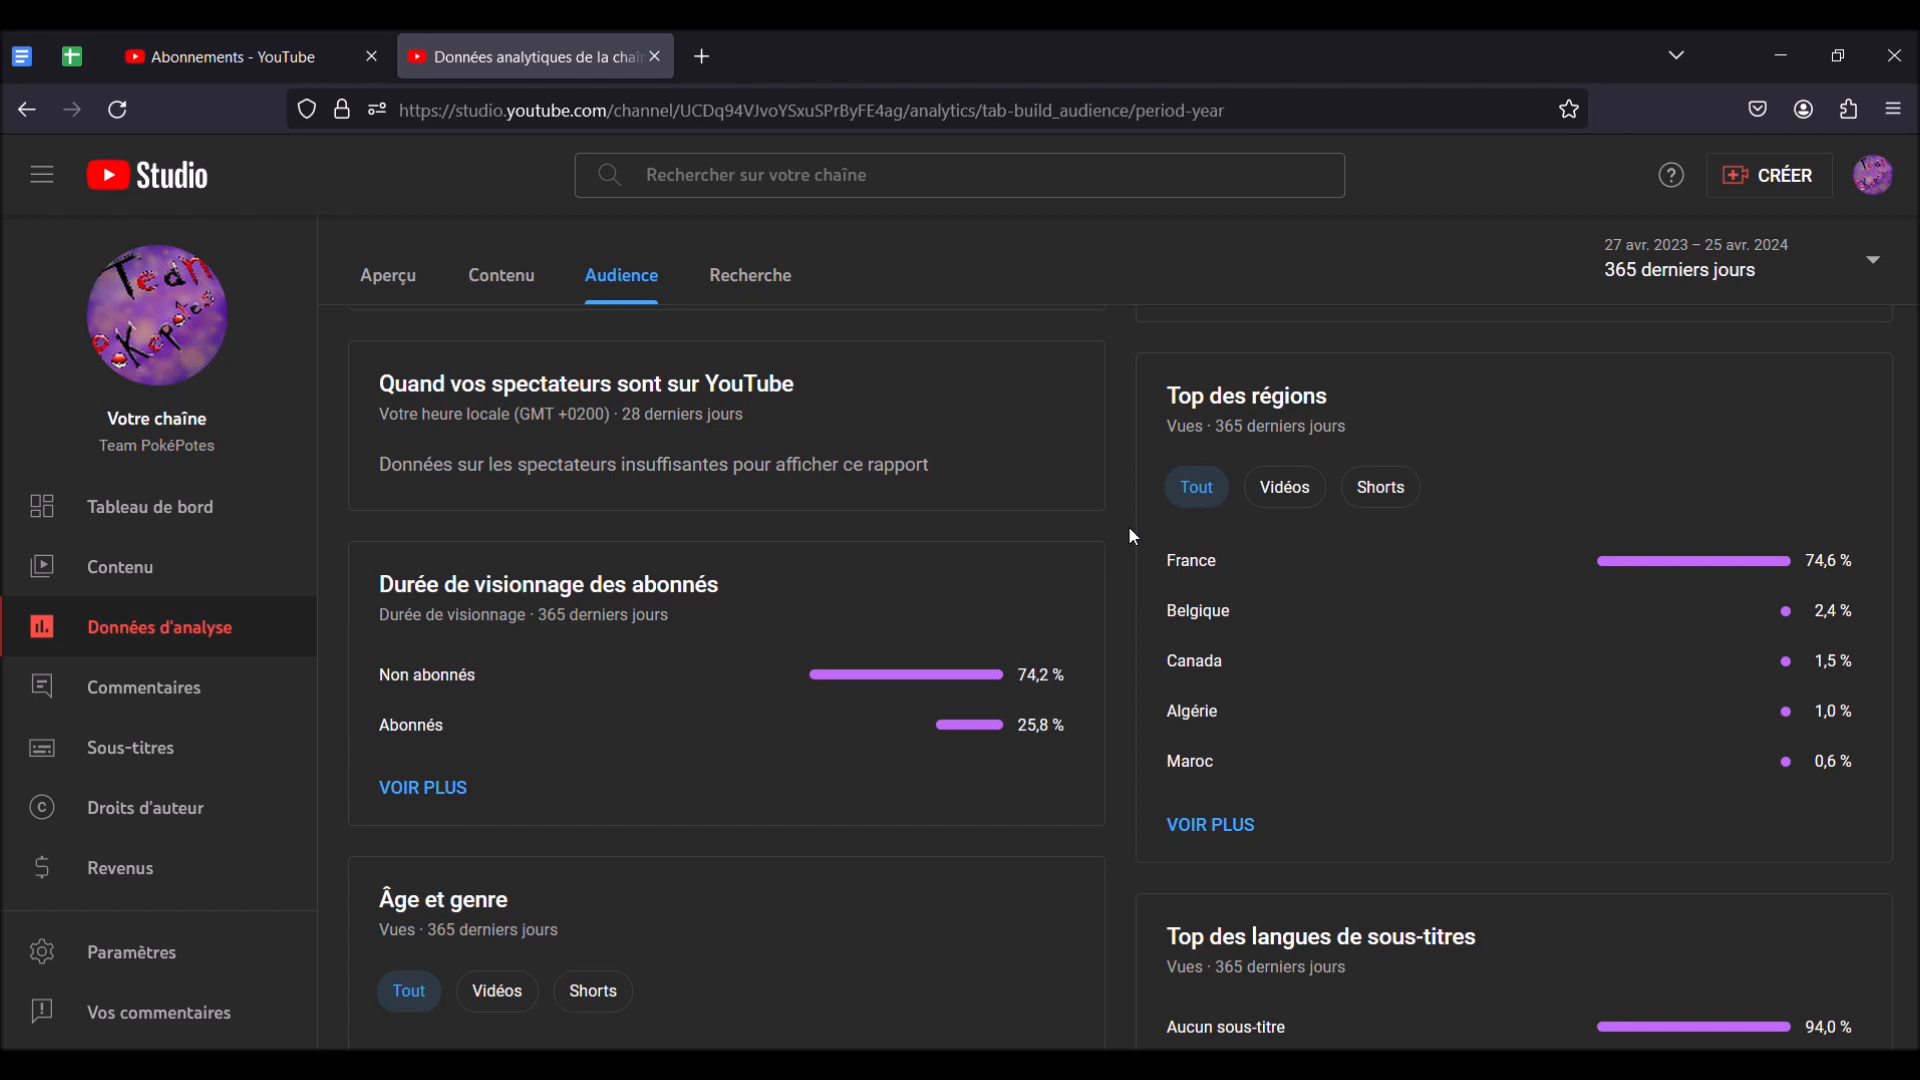 Abonnements - YouTube
Données analytiques de la chaî
https://studio.youtube.com/channel/UCDq94VJvoYSxuSPrByFE4ag/analytics/tab-build_audience/period-year
Studio
Rechercher sur votre chaîne
CRÉER
Team PoKepotes
Votre chaîne
Team PokéPotes
Tableau de bord
Contenu
Données d'analyse
Commentaires
Sous-titres
Droits d'auteur
Revenus
Paramètres
Vos commentaires
Aperçu
Contenu
Audience
Recherche
27 avr. 2023 – 25 avr. 2024
365 derniers jours
Quand vos spectateurs sont sur YouTube
Votre heure locale (GMT +0200) · 28 derniers jours
Données sur les spectateurs insuffisantes pour afficher ce rapport
Durée de visionnage des abonnés
Durée de visionnage · 365 derniers jours
Non abonnés 74,2 %
Abonnés 25,8 %
VOIR PLUS
Âge et genre
Vues · 365 derniers jours
Tout Vidéos Shorts
Top des régions
Vues · 365 derniers jours
Tout Vidéos Shorts
France 74,6 %
Belgique 2,4 %
Canada 1,5 %
Algérie 1,0 %
Maroc 0,6 %
VOIR PLUS
Top des langues de sous-titres
Vues · 365 derniers jours
Aucun sous-titre 94,0 %